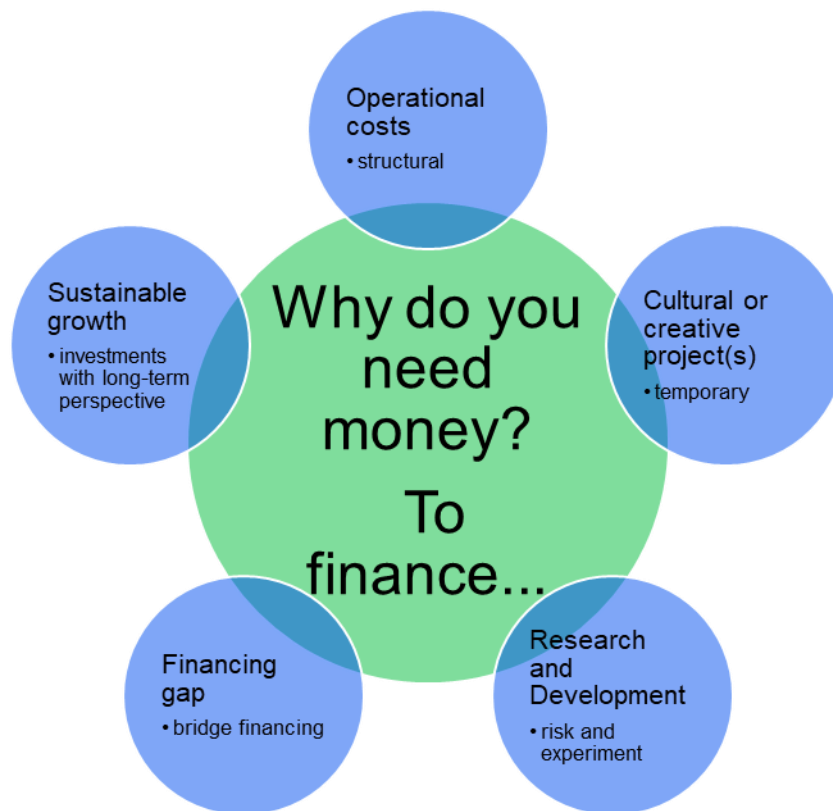 Operational
costs
• structural
Sustainable
growth
• investments
with long-term
perspective
Why do you
need
money?
To
finance...
Cultural or
creative
project(s)
• temporary
Financing
gap
• bridge financing
Research
and
Development
• risk and
experiment